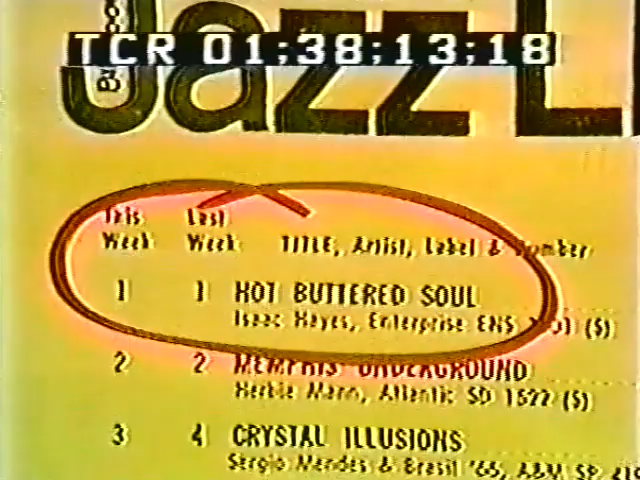 Jazz L
TCR 01;38;13;18
This Last
Week Week TITLE, Artist, Label & Number
1 1 HOT BUTTERED SOUL
Isaac Hayes, Enterprise ENS (S)
2 2 MEMPHIS UNDERGROUND
Herbie Mann, Atlantic SD 1522 (S)
3 4 CRYSTAL ILLUSIONS
Sergio Mendes & Brasil '66, A&M SP